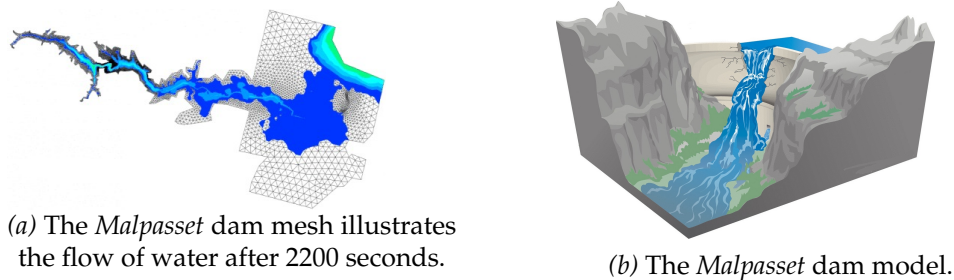 (a) The Malpasset dam mesh illustrates
the flow of water after 2200 seconds.
(b) The Malpasset dam model.